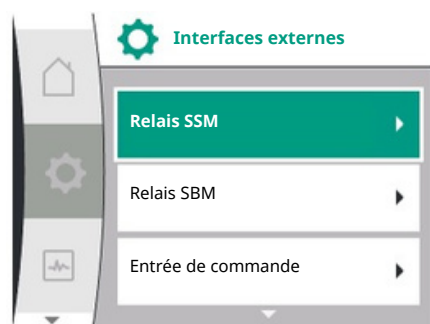 Interfaces externes
Relais SSM
Relais SBM
Entrée de commande